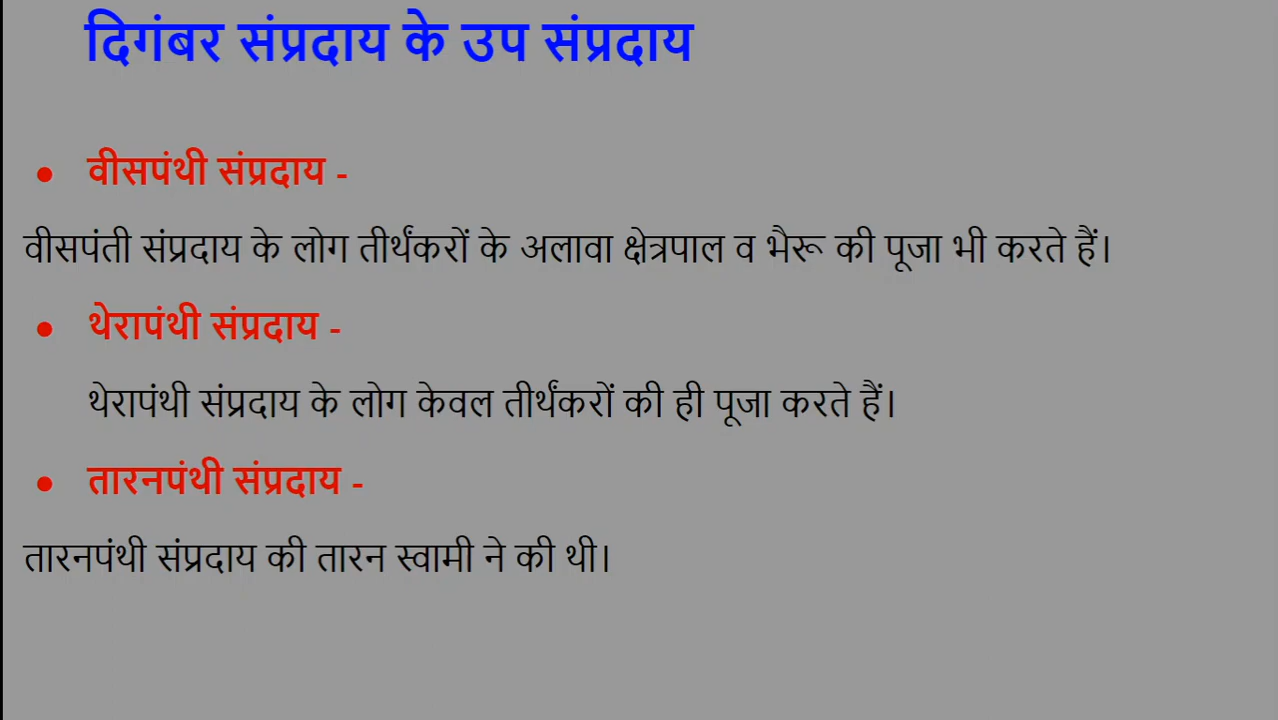 दिगंबर संप्रदाय के उप संप्रदाय
● वीसपंथी संप्रदाय -
वीसपंती संप्रदाय के लोग तीर्थंकरों के अलावा क्षेत्रपाल व भैरू की पूजा भी करते हैं।
● थेरापंथी संप्रदाय -
थेरापंथी संप्रदाय के लोग केवल तीर्थंकरों की ही पूजा करते हैं।
● तारनपंथी संप्रदाय -
तारनपंथी संप्रदाय की तारन स्वामी ने की थी।